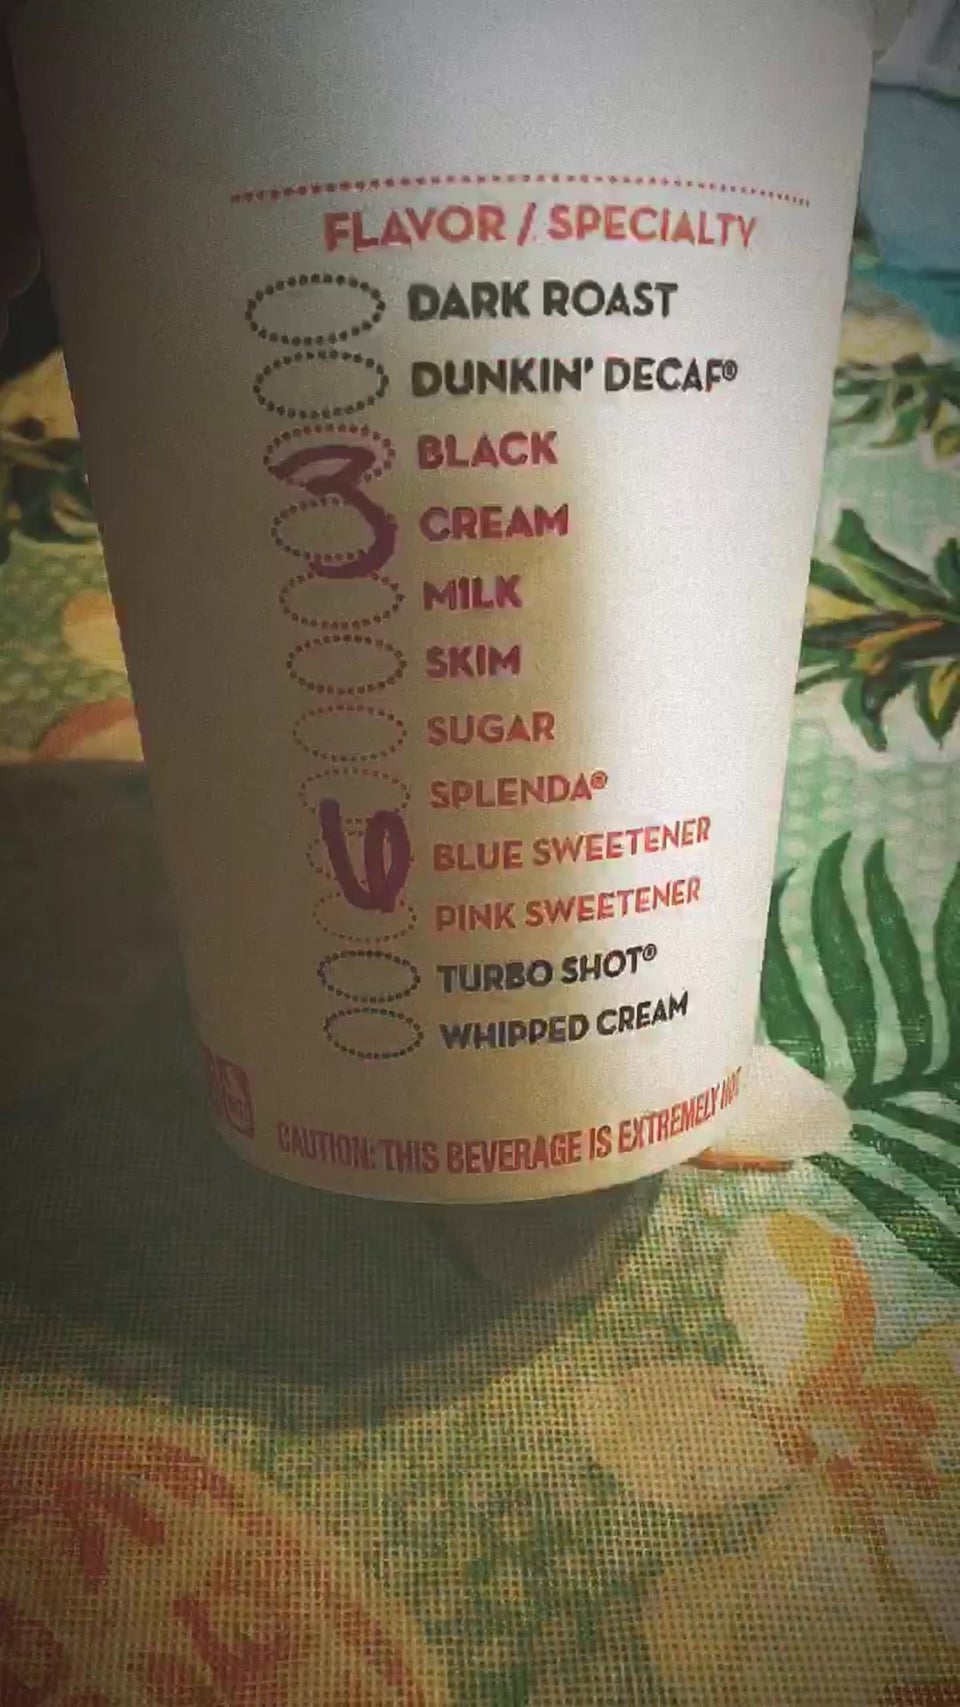 FLAVOR / SPECIALTY
DARK ROAST
DUNKIN' DECAF®
BLACK
3
CREAM
MILK
SKIM
SUGAR
SPLENDA®
6
BLUE SWEETENER
PINK SWEETENER
TURBO SHOT®
WHIPPED CREAM
CAUTION: THIS BEVERAGE IS EXTREMELY HOT